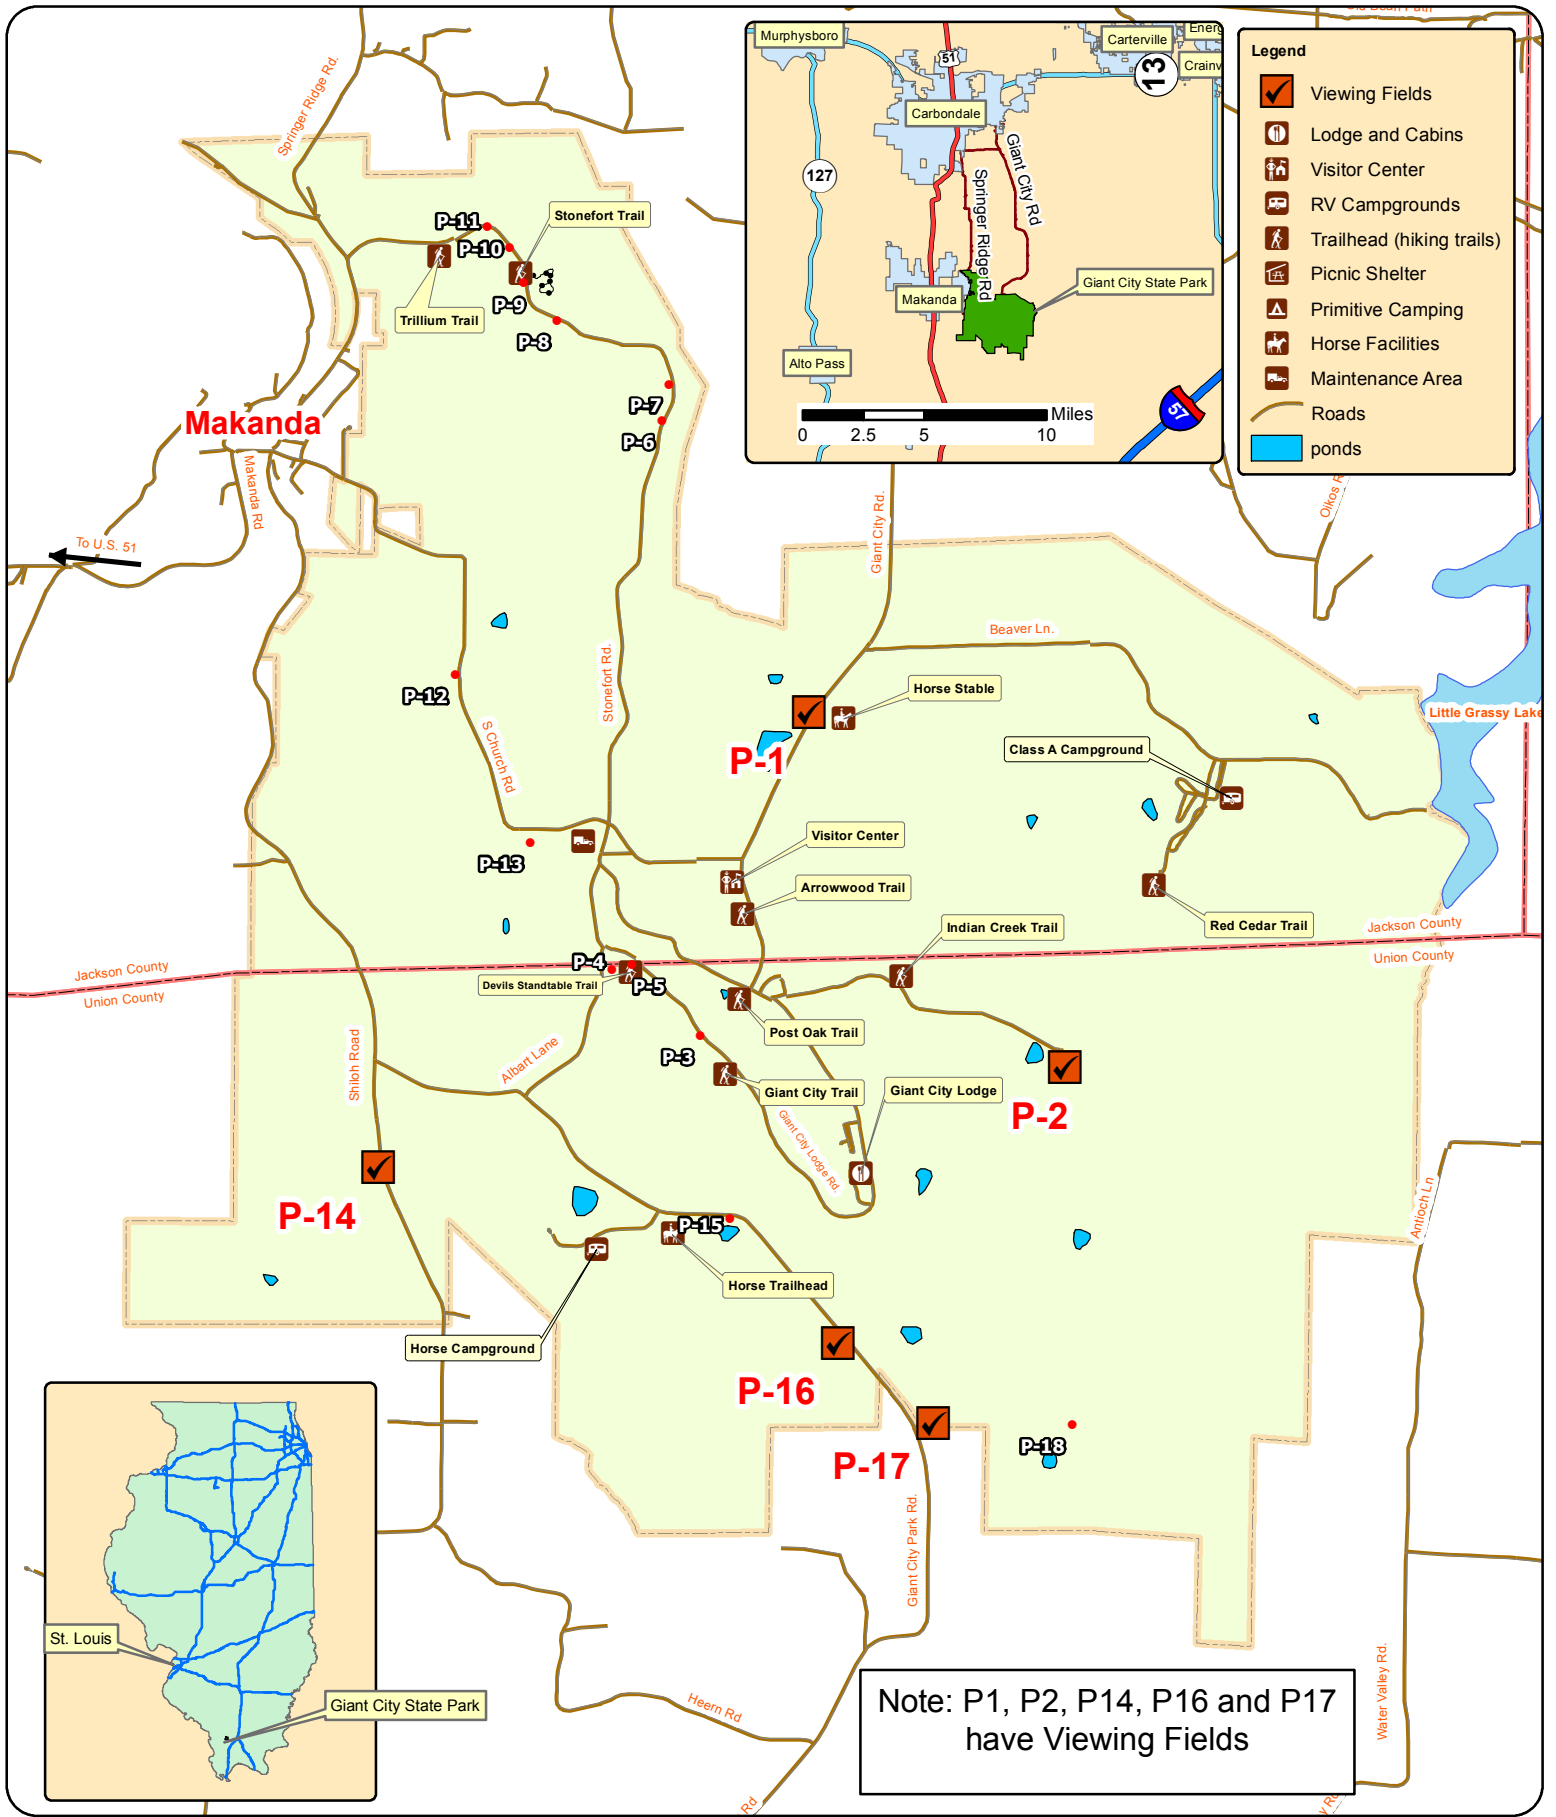 Springer Ridge Rd.
P-11
P-10
Stonefort Trail
Trillium Trail
P-9
P-8
P-7
P-6
Makanda
Makanda Rd
To U.S. 51
Murphysboro
51
Carterville
13
Carbondale
127
Giant City Rd
Springer Ridge Rd
Makanda
Giant City State Park
Alto Pass
57
Miles
0 2.5 5 10
Legend
Viewing Fields
Lodge and Cabins
Visitor Center
RV Campgrounds
Trailhead (hiking trails)
Picnic Shelter
Primitive Camping
Horse Facilities
Maintenance Area
Roads
ponds
Giant City Rd.
Beaver Ln.
Stonefort Rd.
P-12
S Church Rd
Horse Stable
P-1
Little Grassy Lake
Class A Campground
Visitor Center
P-13
Arrowwood Trail
Indian Creek Trail
Red Cedar Trail
Jackson County
Union County
Jackson County
Union County
P-4
Devils Standtable Trail
P-5
Post Oak Trail
P-3
Albart Lane
Shiloh Road
Giant City Trail
Giant City Lodge
Giant City Lodge Rd.
P-2
P-14
P-15
Horse Trailhead
Horse Campground
Antioch Ln
P-16
P-17
P-18
Giant City Park Rd.
St. Louis
Giant City State Park
Heern Rd
Water Valley Rd.
Rd
Note: P1, P2, P14, P16 and P17
have Viewing Fields